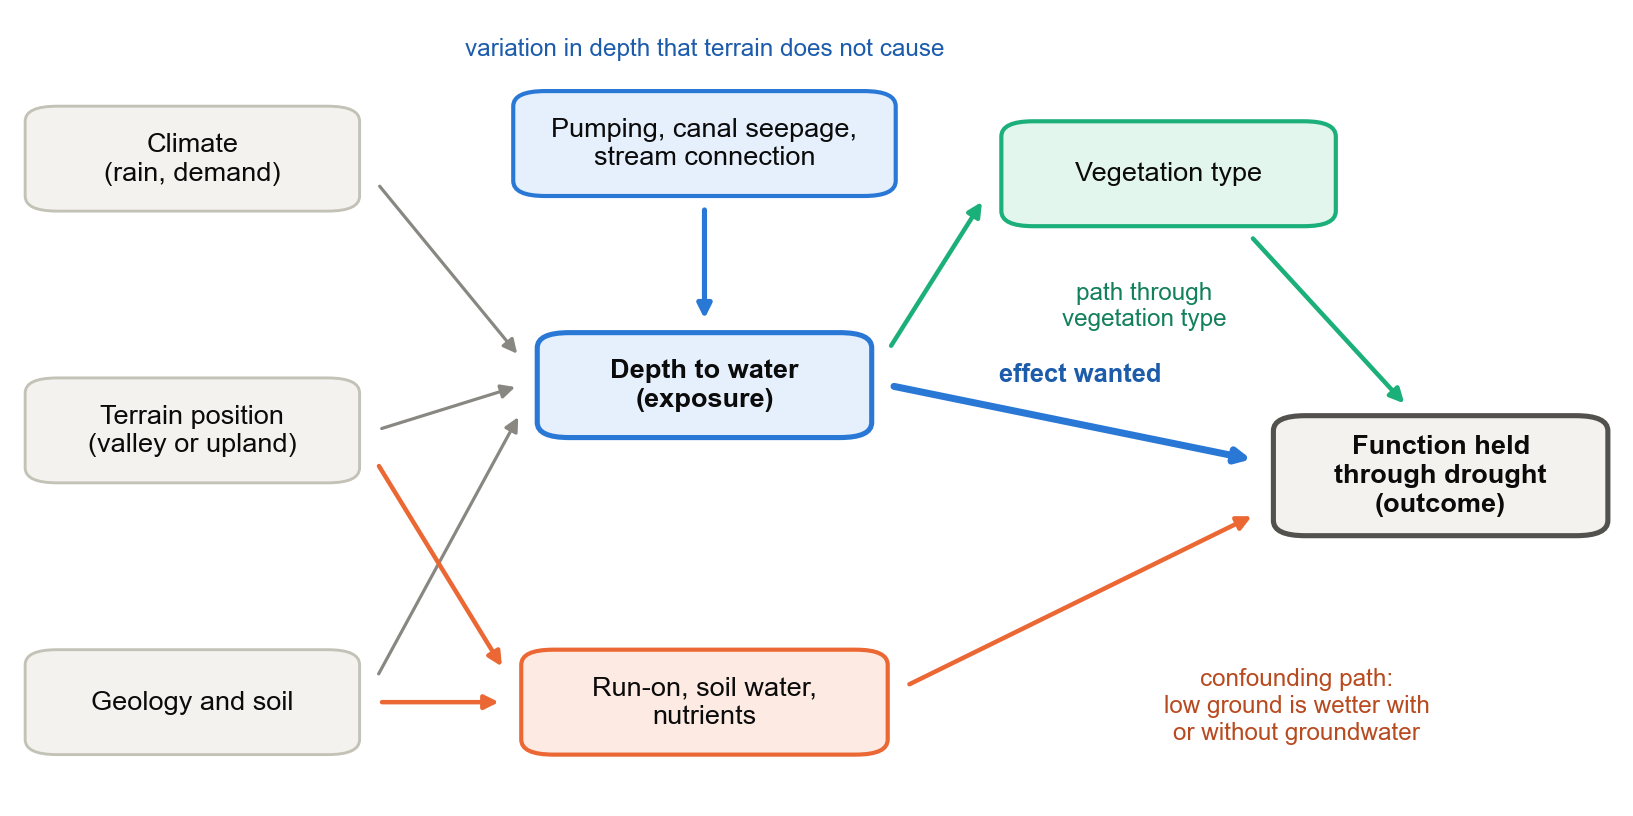 variation in depth that terrain does not cause
Climate
(rain, demand)
Pumping, canal seepage,
stream connection
Vegetation type
path through
vegetation type
Depth to water
(exposure)
effect wanted
Terrain position
(valley or upland)
Function held
through drought
(outcome)
Geology and soil
Run-on, soil water,
nutrients
confounding path:
low ground is wetter with
or without groundwater